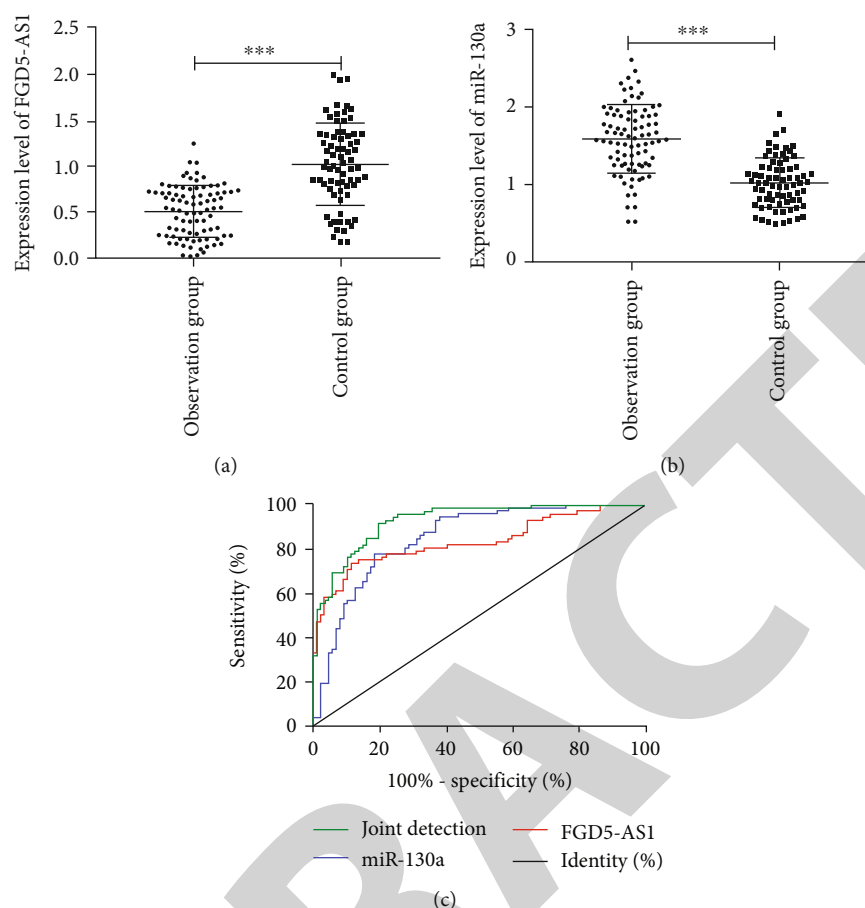 2.5
2.0
1.5
1.0
0.5
0.0
Expression level of FGD5-AS1
***
Observation group
Control group
(a)
3
2
1
0
Expression level of miR-130a
***
Observation group
Control group
(b)
100
80
60
40
20
0
Sensitivity (%)
0 20 40 60 80 100
100% - specificity (%)
Joint detection
FGD5-AS1
miR-130a
Identity (%)
(c)